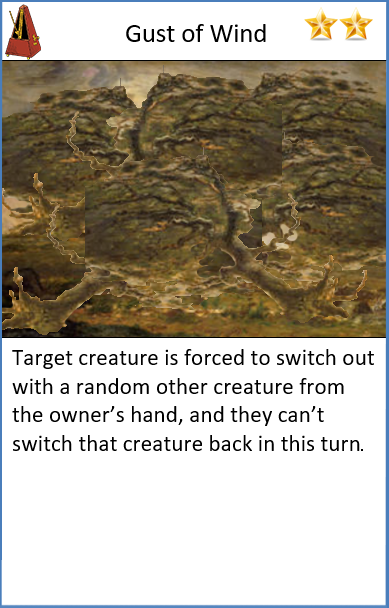 Gust of Wind
Target creature is forced to switch out
with a random other creature from
the owner’s hand, and they can’t
switch that creature back in this turn.